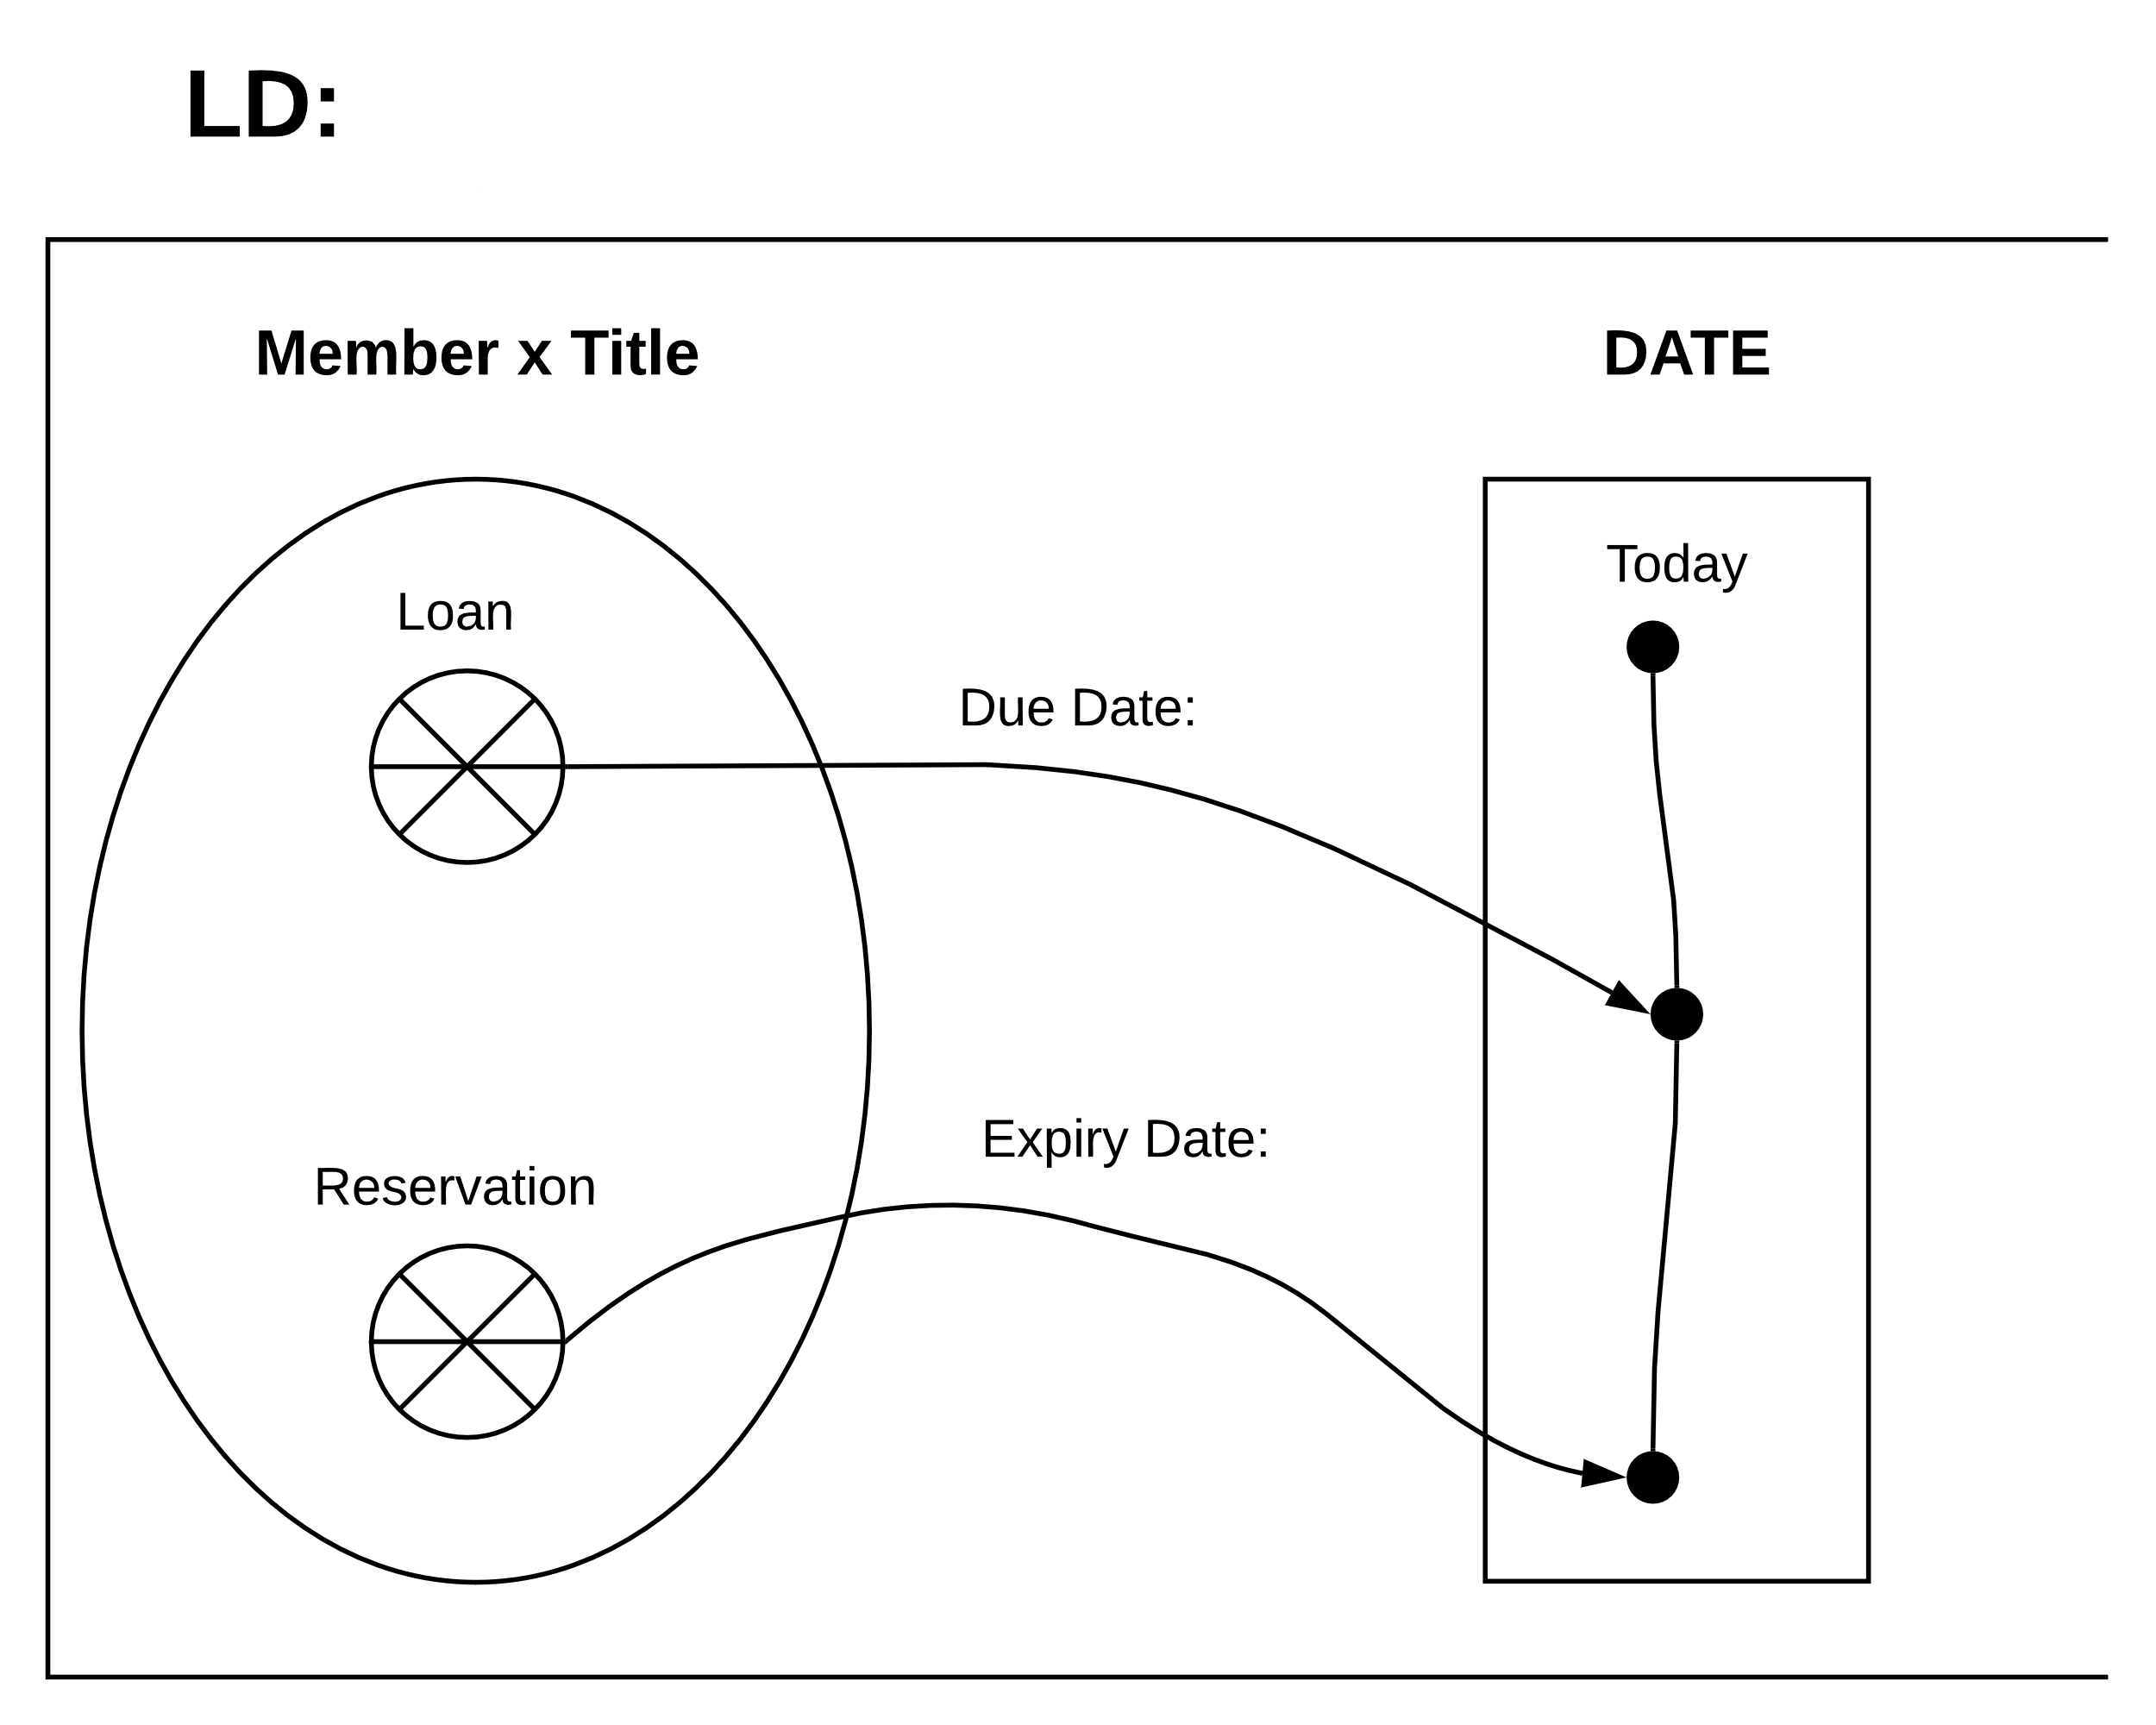 LD:
Member x Title
DATE
Today
Loan
Due Date:
Expiry Date:
Reservation